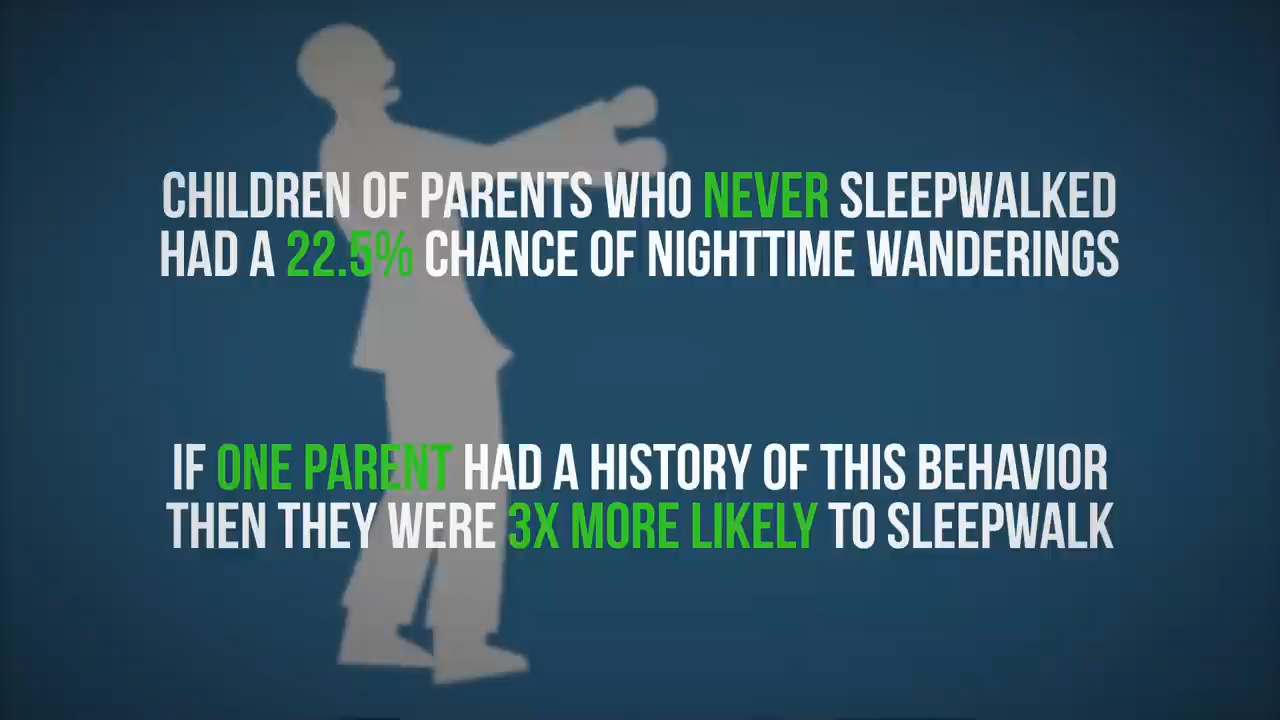 CHILDREN OF PARENTS WHO NEVER SLEEPWALKED
HAD A 22.5% CHANCE OF NIGHTTIME WANDERINGS
IF ONE PARENT HAD A HISTORY OF THIS BEHAVIOR
THEN THEY WERE 3X MORE LIKELY TO SLEEPWALK